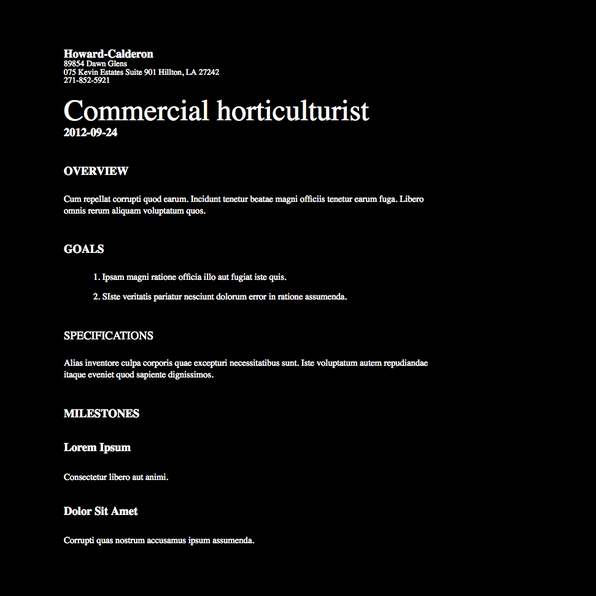 Howard-Calderon
89854 Dawn Glens
075 Kevin Estates Suite 901 Hillton, LA 27242
271-852-5921
Commercial horticulturist
2012-09-24
OVERVIEW
Cum repellat corrupti quod earum. Incidunt tenetur beatae magni officiis tenetur earum fuga. Libero
omnis rerum aliquam voluptatum quos.
GOALS
1. Ipsam magni ratione officia illo aut fugiat iste quis.
2. SIste veritatis pariatur nesciunt dolorum error in ratione assumenda.
SPECIFICATIONS
Alias inventore culpa corporis quae excepturi necessitatibus sunt. Iste voluptatum autem repudiandae
itaque eveniet quod sapiente dignissimos.
MILESTONES
Lorem Ipsum
Consectetur libero aut animi.
Dolor Sit Amet
Corrupti quas nostrum accusamus ipsum assumenda.